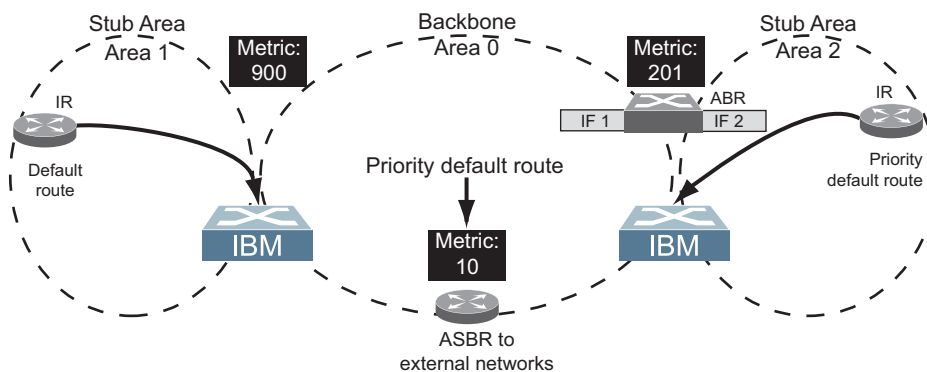 Stub Area
Area 1
Backbone
Area 0
Stub Area
Area 2
Metric:
900
Metric:
201
IR
ABR
IR
IF 1
IF 2
Default
route
Priority default route
Priority
default route
IBM
Metric:
10
IBM
ASBR to
external networks